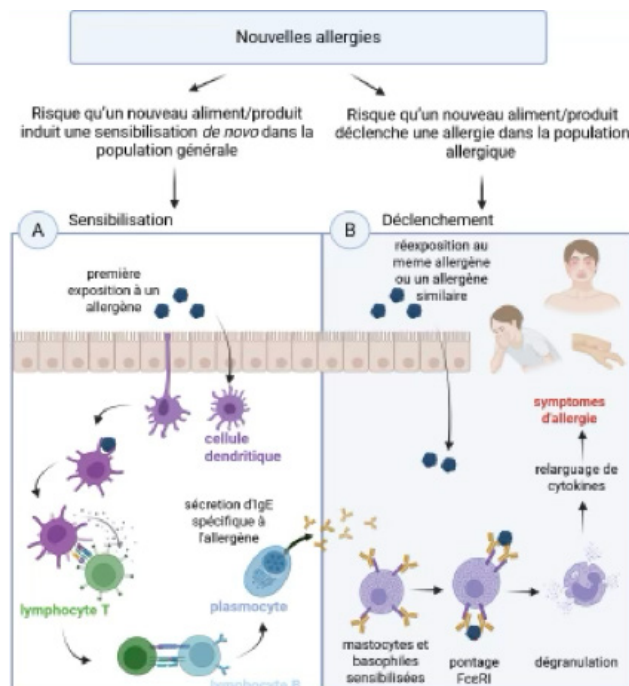 Nouvelles allergies
Risque qu'un nouveau aliment/produit
induit une sensibilisation de novo dans la
population générale
Risque qu'un nouveau aliment/produit
déclenche une allergie dans la population
allergique
A
Sensibilisation
première
exposition à un
allergène
cellule
dendritique
sécrétion d'IgE
spécifique à
l'allergène
lymphocyte T
plasmocyte
lymphocyte B
B
Déclenchement
réexposition au
meme allergène
ou un allergène
similaire
symptomes
d'allergie
relarguage de
cytokines
mastocytes et
basophiles
sensibilisées
pontage
FcεRI
dégranulation